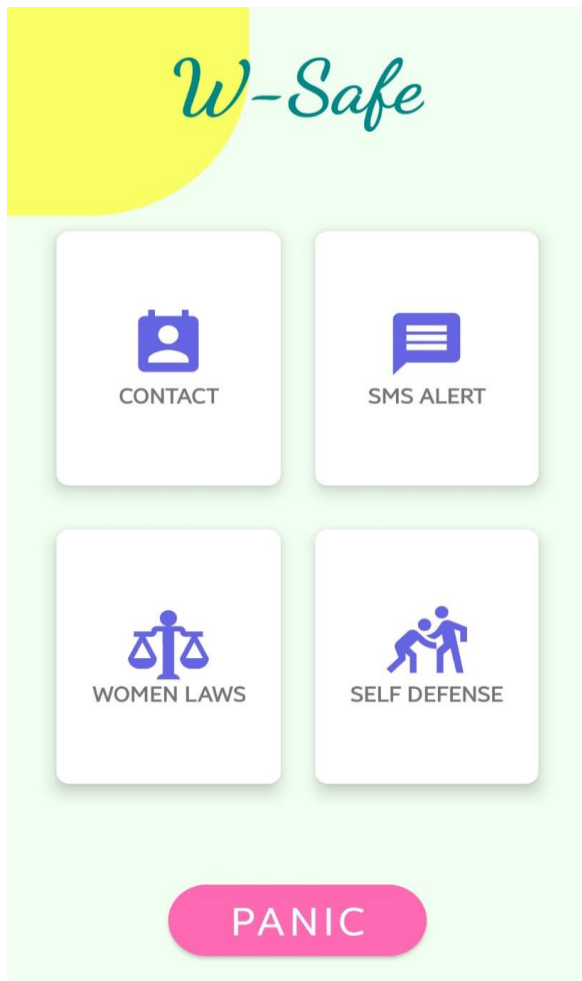 W-Safe
CONTACT
SMS ALERT
WOMEN LAWS
SELF DEFENSE
PANIC